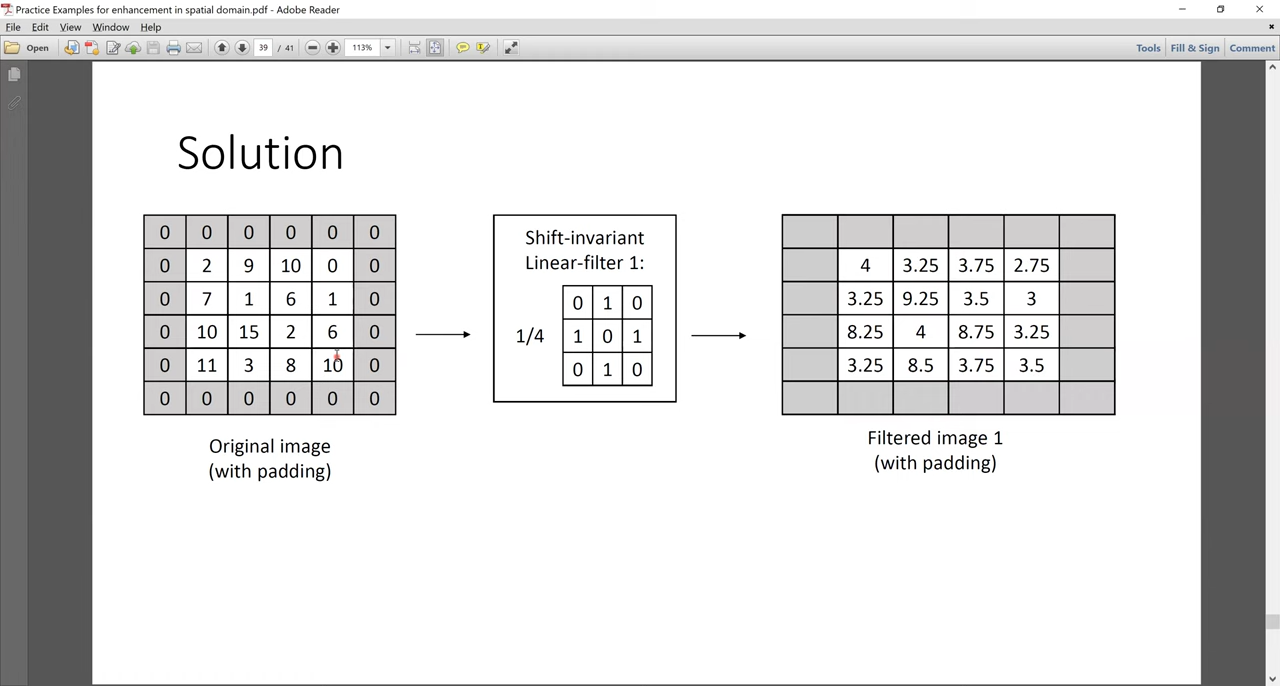 Practice Examples for enhancement in spatial domain.pdf - Adobe Reader
File Edit View Window Help
Open 39 / 41 113% Tools Fill & Sign Comment
Solution
0 0 0 0 0 0
0 2 9 10 0 0
0 7 1 6 1 0
0 10 15 2 6 0
0 11 3 8 10 0
0 0 0 0 0 0
Original image
(with padding)
Shift-invariant
Linear-filter 1:
0 1 0
1/4 1 0 1
0 1 0
4 3.25 3.75 2.75
3.25 9.25 3.5 3
8.25 4 8.75 3.25
3.25 8.5 3.75 3.5
Filtered image 1
(with padding)